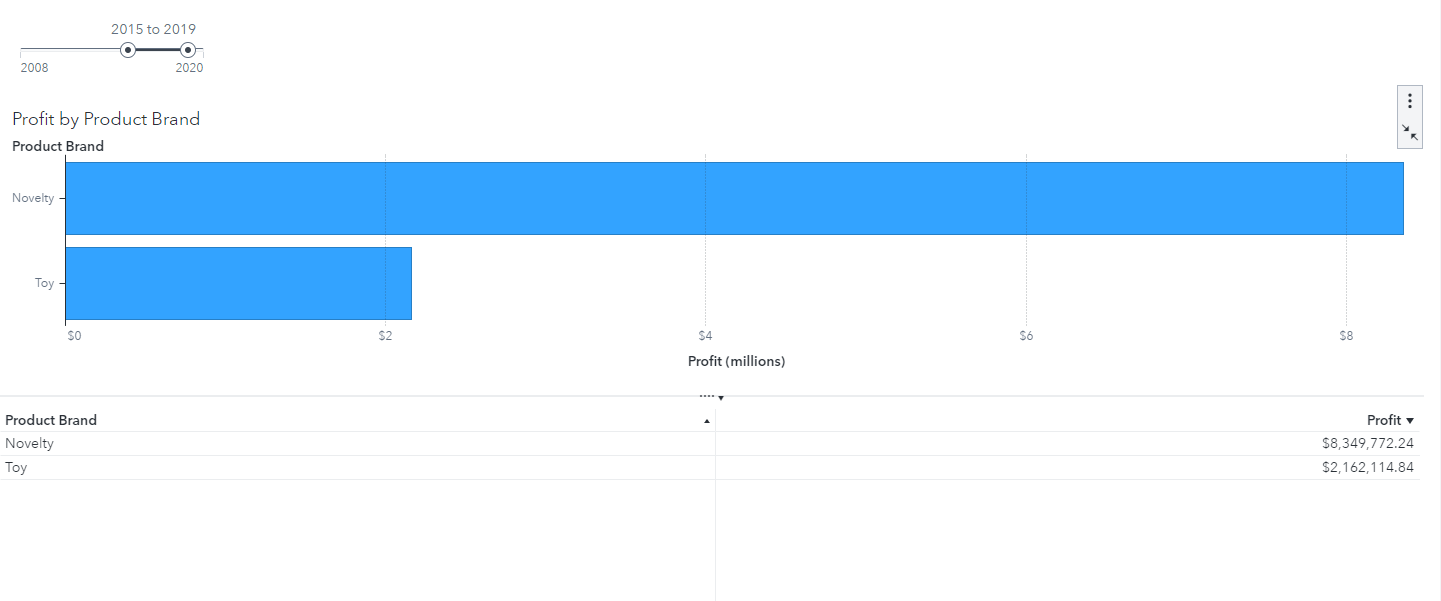 2015 to 2019
2008 2020
Profit by Product Brand
Product Brand
Novelty
Toy
$0 $2 $4 $6 $8
Profit (millions)
Product Brand Profit
Novelty $8,349,772.24
Toy $2,162,114.84